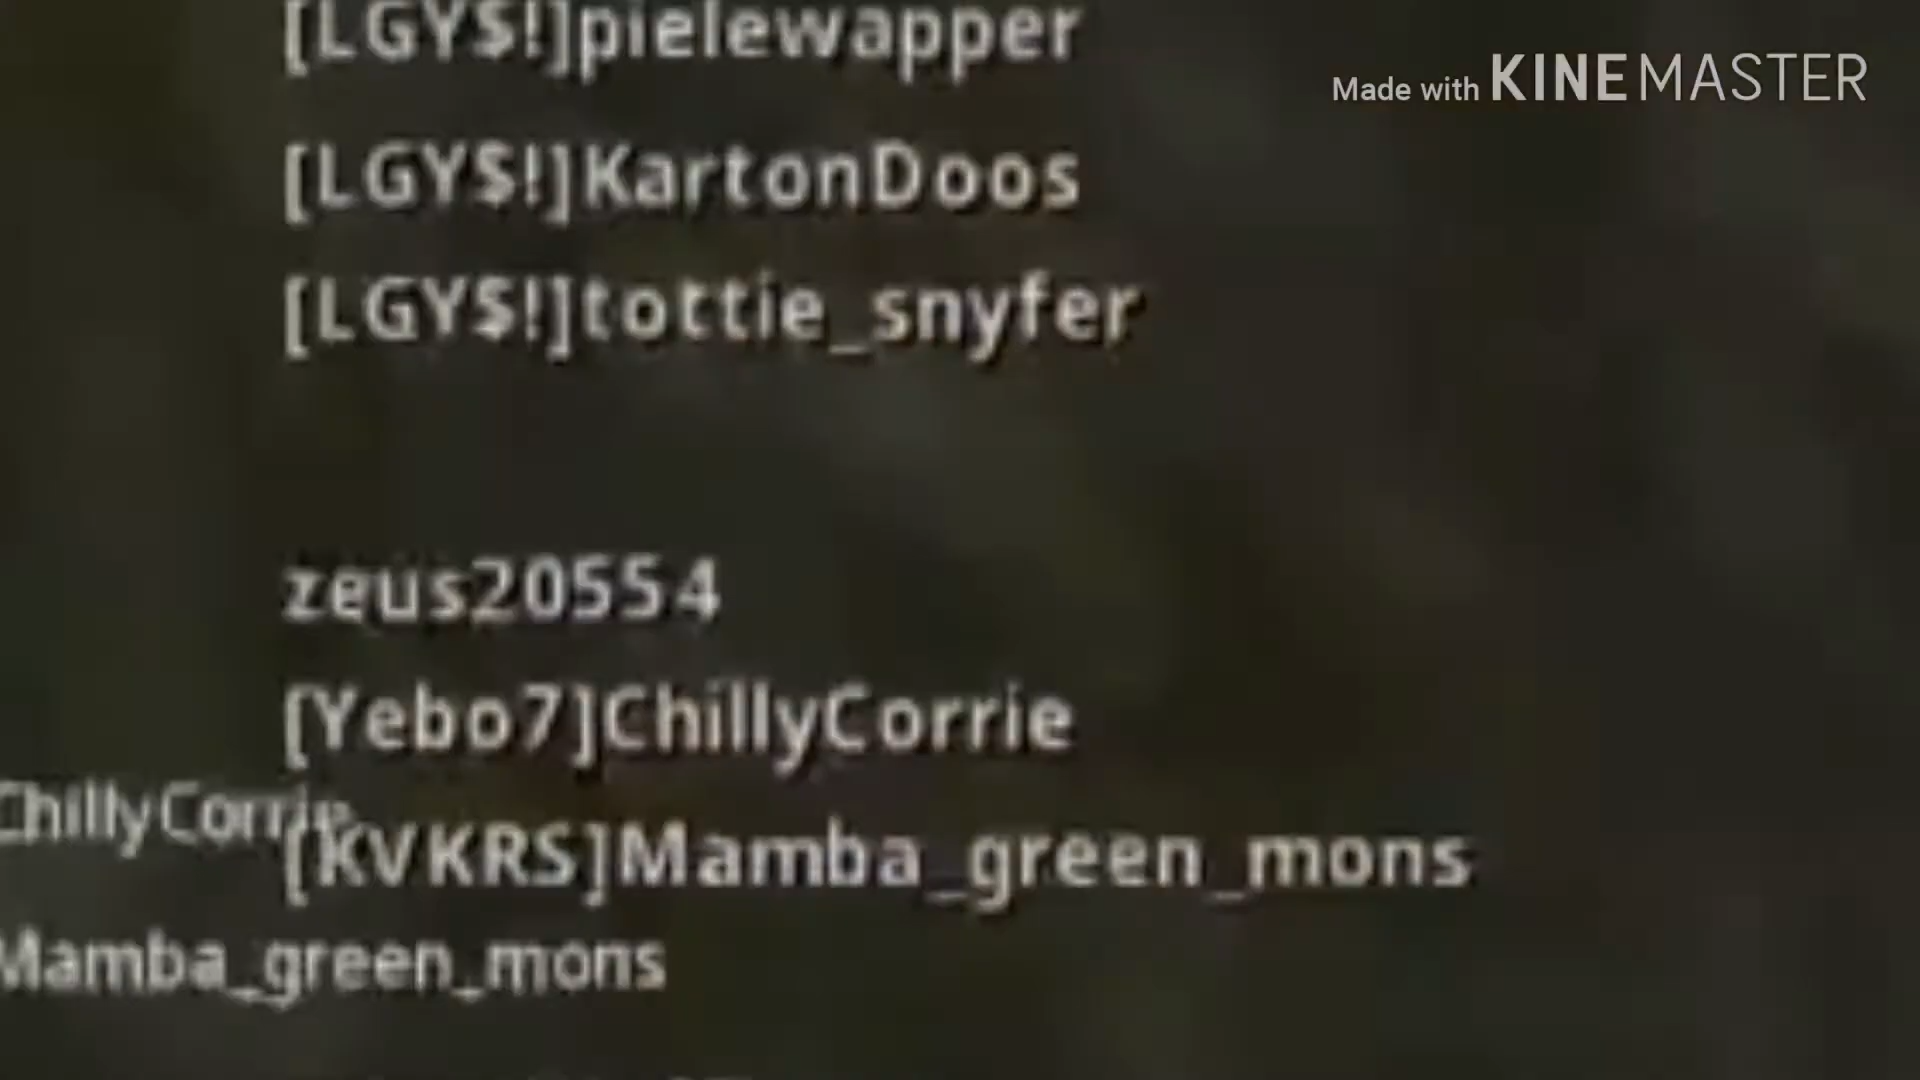 [LGY$!]pielewapper
Made with KINEMASTER
[LGY$!]KartonDoos
[LGY$!]tottie_snyfer
zeus20554
[Yebo7]ChillyCorrie
ChillyCorrie
[KVKRS]Mamba_green_mons
Mamba_green_mons